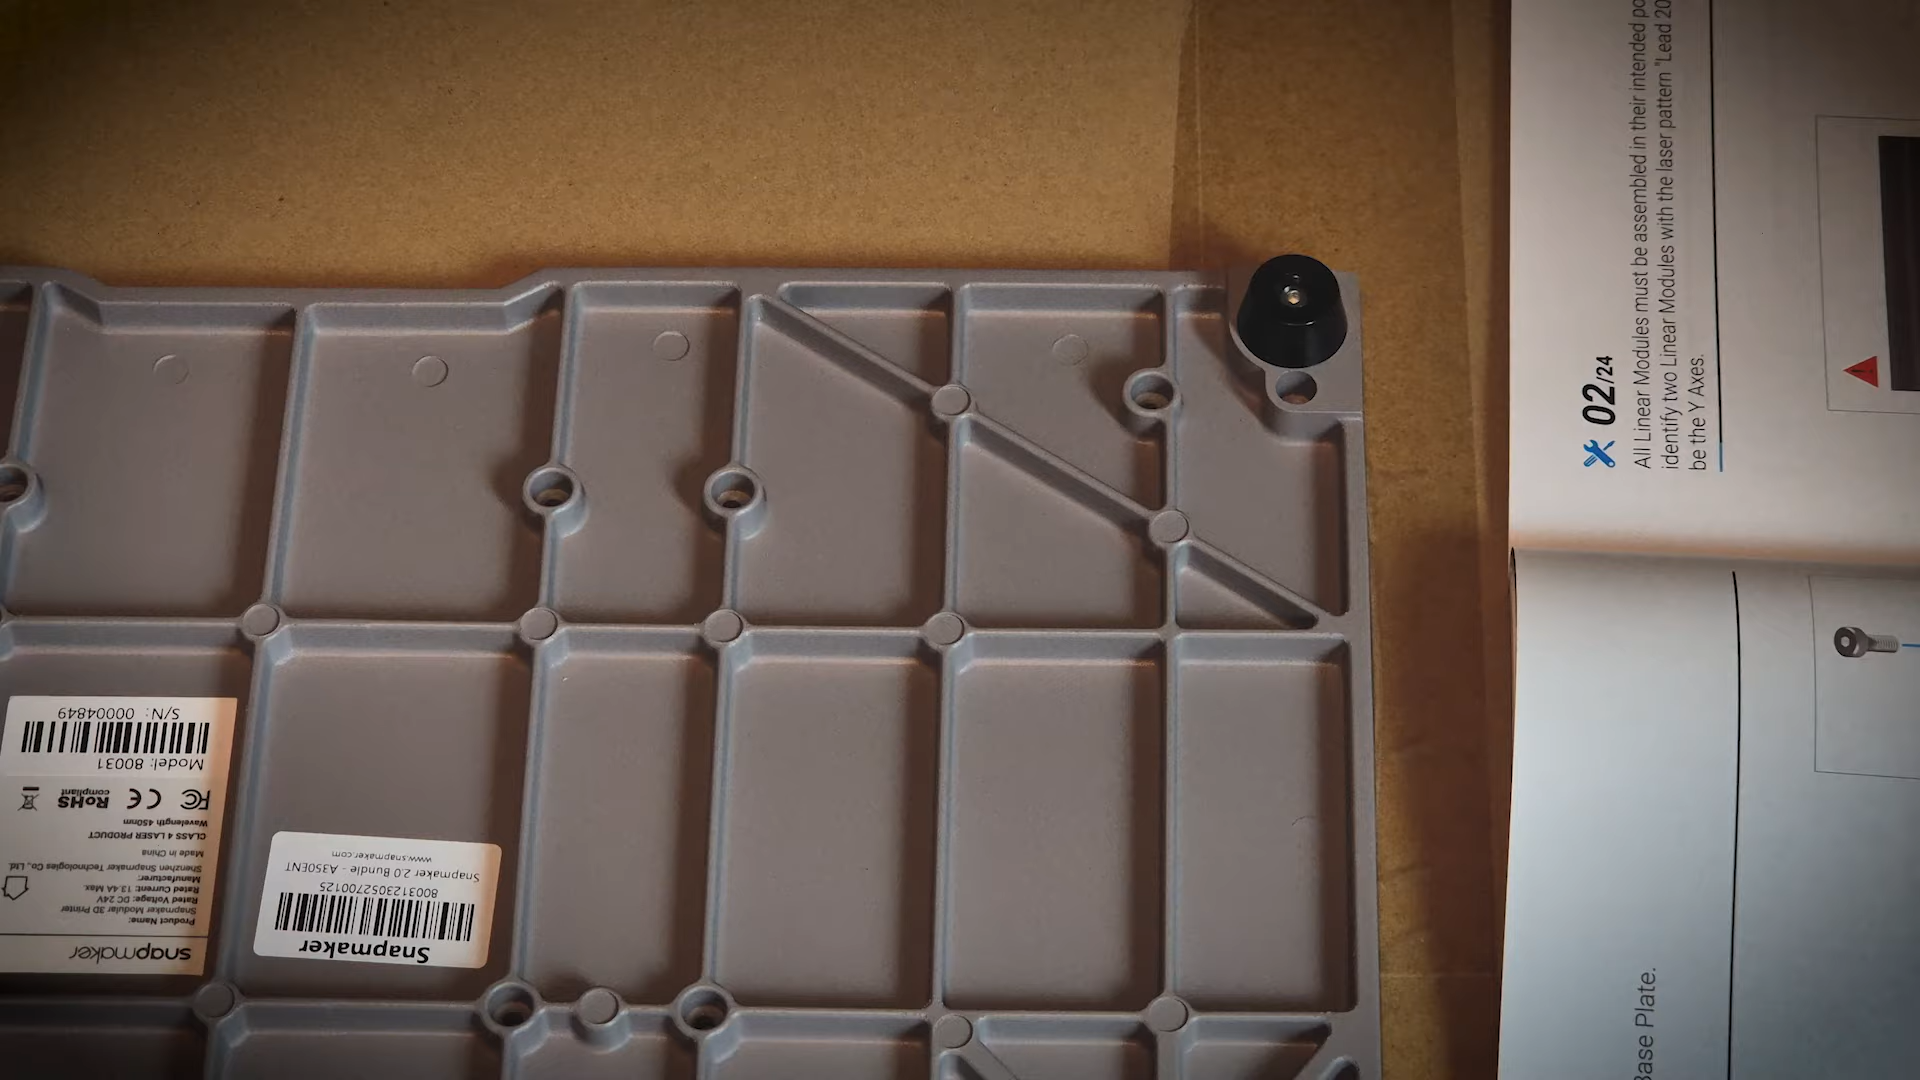 snapmaker
Product Name:
Snapmaker Modular 3D Printer
Rated Voltage: DC 24V
Rated Current: 13.4A Max.
Manufacturer:
Shenzhen Snapmaker Technologies Co., Ltd.
Made in China
CLASS 4 LASER PRODUCT
Wavelength 450nm
FC CE RoHS
compliant
Model: 80031
S/N: 00004849
Snapmaker
8003123052700125
Snapmaker 2.0 Bundle - A350ENT
www.snapmaker.com
02/24
All Linear Modules must be assembled in their intended
identify two Linear Modules with the laser pattern "Lead 20
be the Y Axes.
Base Plate.